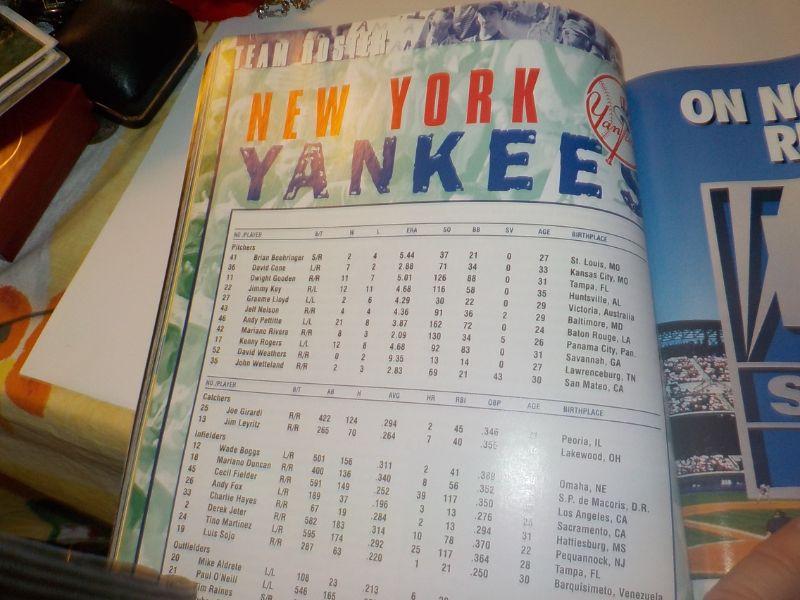 TEAM ROSTER
NEW YORK
YANKEES
NO./PLAYER B/T W L ERA SO BB SV AGE BIRTHPLACE
Pitchers
41 Brian Boehringer S/R 2 4 5.44 37 21 0 27 St. Louis, MO
36 David Cone L/R 7 2 2.88 71 34 0 33 Kansas City, MO
11 Dwight Gooden R/R 11 7 5.01 126 88 0 31 Tampa, FL
22 Jimmy Key R/L 12 11 4.68 116 58 0 35 Huntsville, AL
27 Graeme Lloyd L/L 2 6 4.29 30 22 0 29 Victoria, Australia
43 Jeff Nelson R/R 4 4 4.36 91 36 2 29 Baltimore, MD
46 Andy Pettitte L/L 21 8 3.87 162 72 0 24 Baton Rouge, LA
42 Mariano Rivera R/R 8 3 2.09 130 34 5 26 Panama City, Pan.
17 Kenny Rogers L/L 12 8 4.68 92 83 0 31 Savannah, GA
52 David Weathers R/R 0 2 9.35 13 14 0 27 Lawrenceburg, TN
35 John Wetteland R/R 2 3 2.83 69 21 43 30 San Mateo, CA
NO./PLAYER B/T AB H AVG HR RBI OBP AGE BIRTHPLACE
Catchers
25 Joe Girardi R/R 422 124 .294 2 45 .346 Peoria, IL
13 Jim Leyritz R/R 265 70 .264 7 40 .355 Lakewood, OH
Infielders
12 Wade Boggs L/R 501 156 .311 2 41 .389 Omaha, NE
18 Mariano Duncan R/R 400 136 .340 8 56 .352 S.P. de Macoris, D.R.
45 Cecil Fielder R/R 591 149 .252 39 117 .350 Los Angeles, CA
26 Andy Fox L/R 189 37 .196 3 13 .276 25 Sacramento, CA
33 Charlie Hayes R/R 67 19 .284 2 13 .294 31 Hattiesburg, MS
2 Derek Jeter R/R 582 183 .314 10 78 .370 22 Pequannock, NJ
24 Tino Martinez L/R 595 174 .292 25 117 .364 28 Tampa, FL
19 Luis Sojo R/R 287 63 .220 1 21 .250 30 Barquisimeto, Venezuela
Outfielders
20 Mike Aldrete L/L 108 23 .213 6
21 Paul O'Neill L/L 546 165
Tim Raines
Yankees
ON NO
R
S